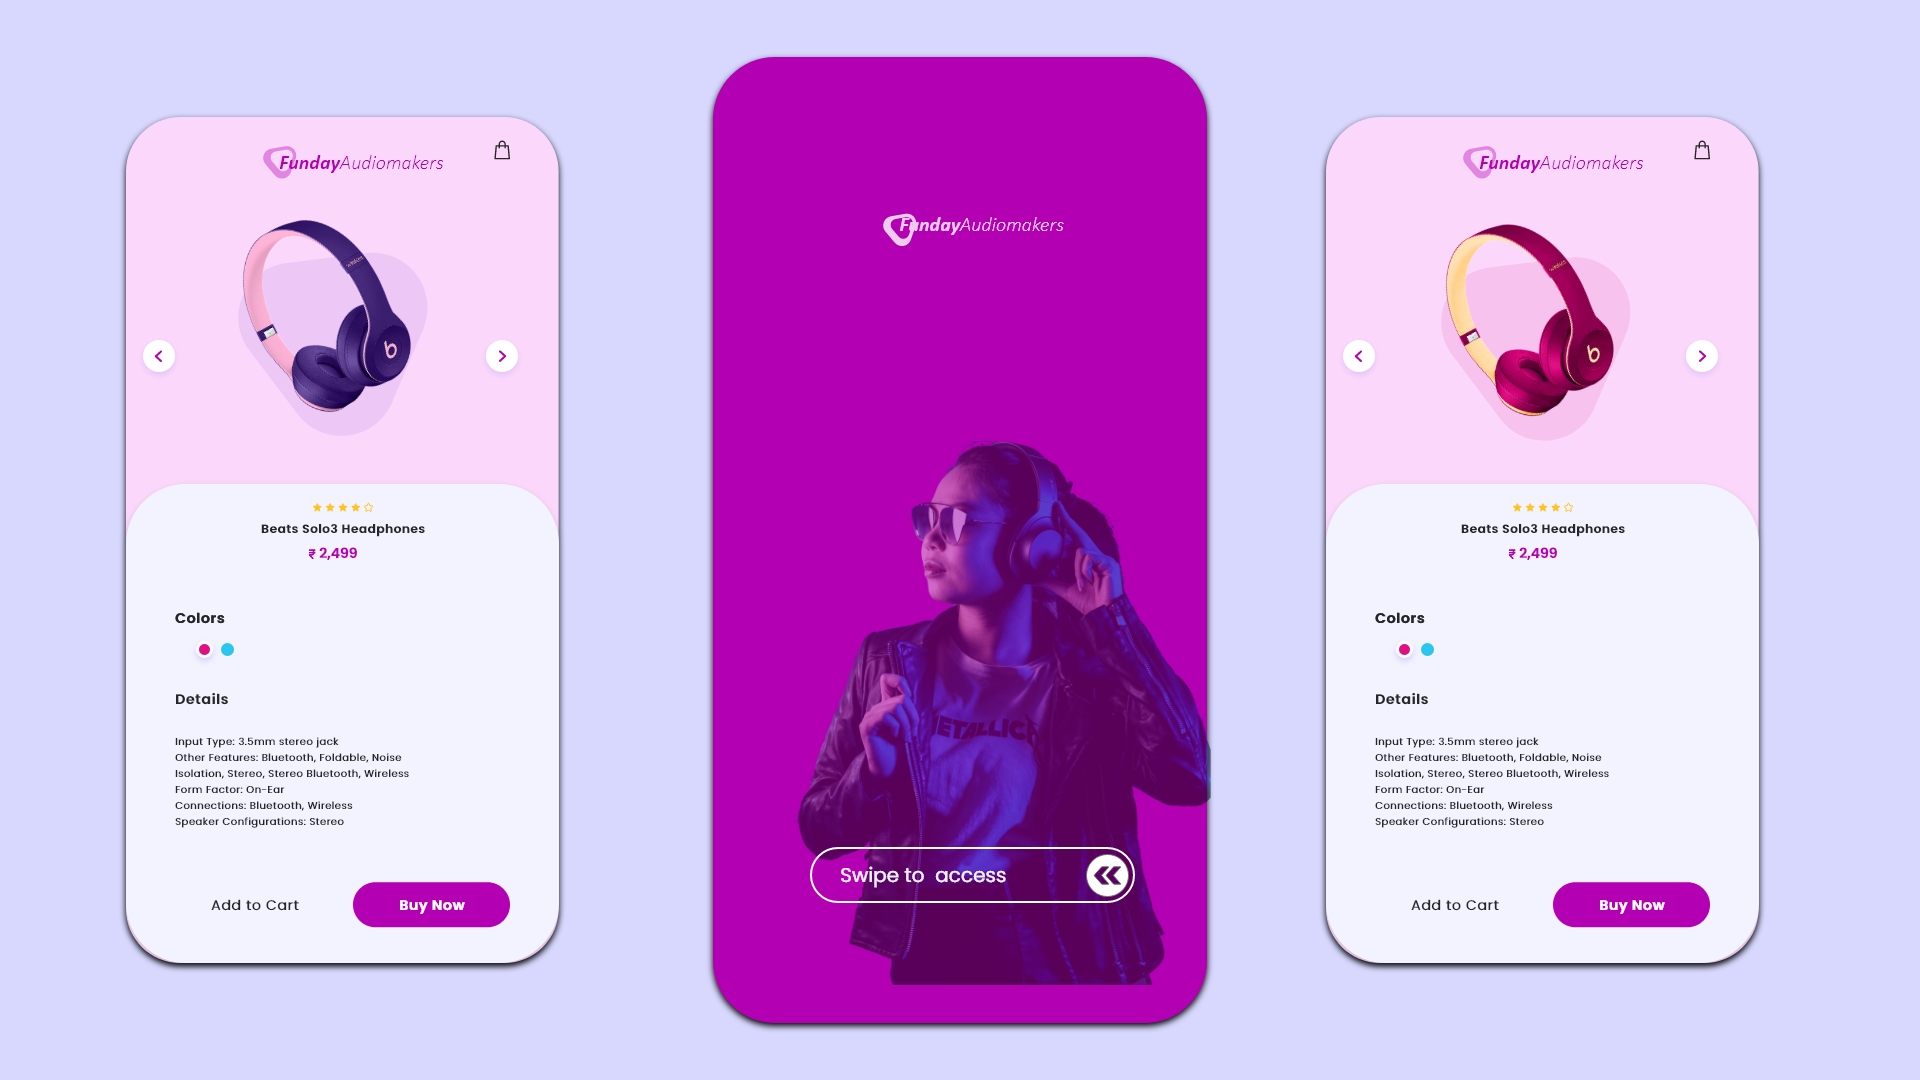 FundayAudiomakers
Beats Solo3 Headphones
₹ 2,499
Colors
Details
Input Type: 3.5mm stereo jack
Other Features: Bluetooth, Foldable, Noise
Isolation, Stereo, Stereo Bluetooth, Wireless
Form Factor: On-Ear
Connections: Bluetooth, Wireless
Speaker Configurations: Stereo
Add to Cart
Buy Now
FundayAudiomakers
METALLICA
Swipe to  access
FundayAudiomakers
Beats Solo3 Headphones
₹ 2,499
Colors
Details
Input Type: 3.5mm stereo jack
Other Features: Bluetooth, Foldable, Noise
Isolation, Stereo, Stereo Bluetooth, Wireless
Form Factor: On-Ear
Connections: Bluetooth, Wireless
Speaker Configurations: Stereo
Add to Cart
Buy Now